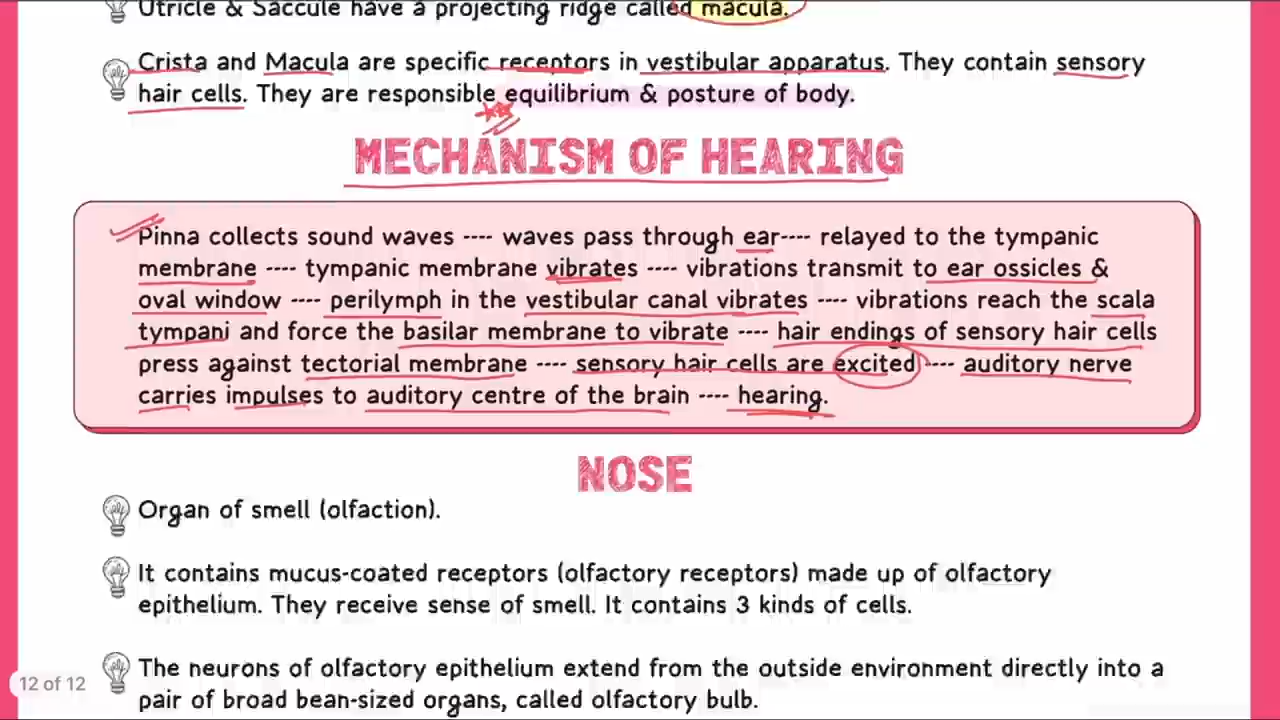 Utricle & Saccule have a projecting ridge called macula.
Crista and Macula are specific receptors in vestibular apparatus. They contain sensory
hair cells. They are responsible equilibrium & posture of body.
MECHANISM OF HEARING
Pinna collects sound waves ---- waves pass through ear---- relayed to the tympanic
membrane ---- tympanic membrane vibrates ---- vibrations transmit to ear ossicles &
oval window ---- perilymph in the vestibular canal vibrates ---- vibrations reach the scala
tympani and force the basilar membrane to vibrate ---- hair endings of sensory hair cells
press against tectorial membrane ---- sensory hair cells are excited ---- auditory nerve
carries impulses to auditory centre of the brain ---- hearing.
NOSE
Organ of smell (olfaction).
It contains mucus-coated receptors (olfactory receptors) made up of olfactory
epithelium. They receive sense of smell. It contains 3 kinds of cells.
The neurons of olfactory epithelium extend from the outside environment directly into a
pair of broad bean-sized organs, called olfactory bulb.
12 of 12